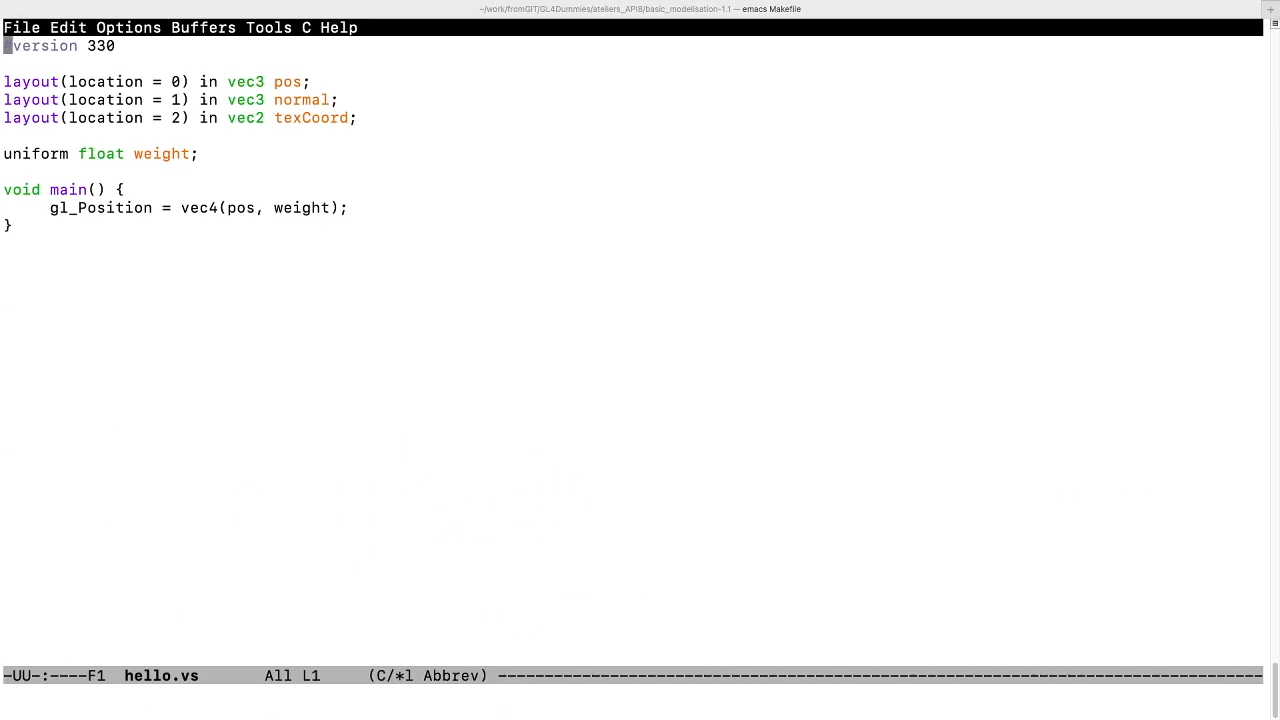 ~/work/fromGIT/GL4Dummies/ateliers_API8/basic_modelisation-1.1 — emacs Makefile
File Edit Options Buffers Tools C Help
#version 330
layout(location = 0) in vec3 pos;
layout(location = 1) in vec3 normal;
layout(location = 2) in vec2 texCoord;
uniform float weight;
void main() {
     gl_Position = vec4(pos, weight);
}
-UU-:----F1  hello.vs       All L1     (C/*l Abbrev) ----------------------------------------------------------------------------------